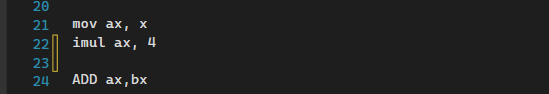 20
21 mov ax, x
22 imul ax, 4
23
24 ADD ax,bx